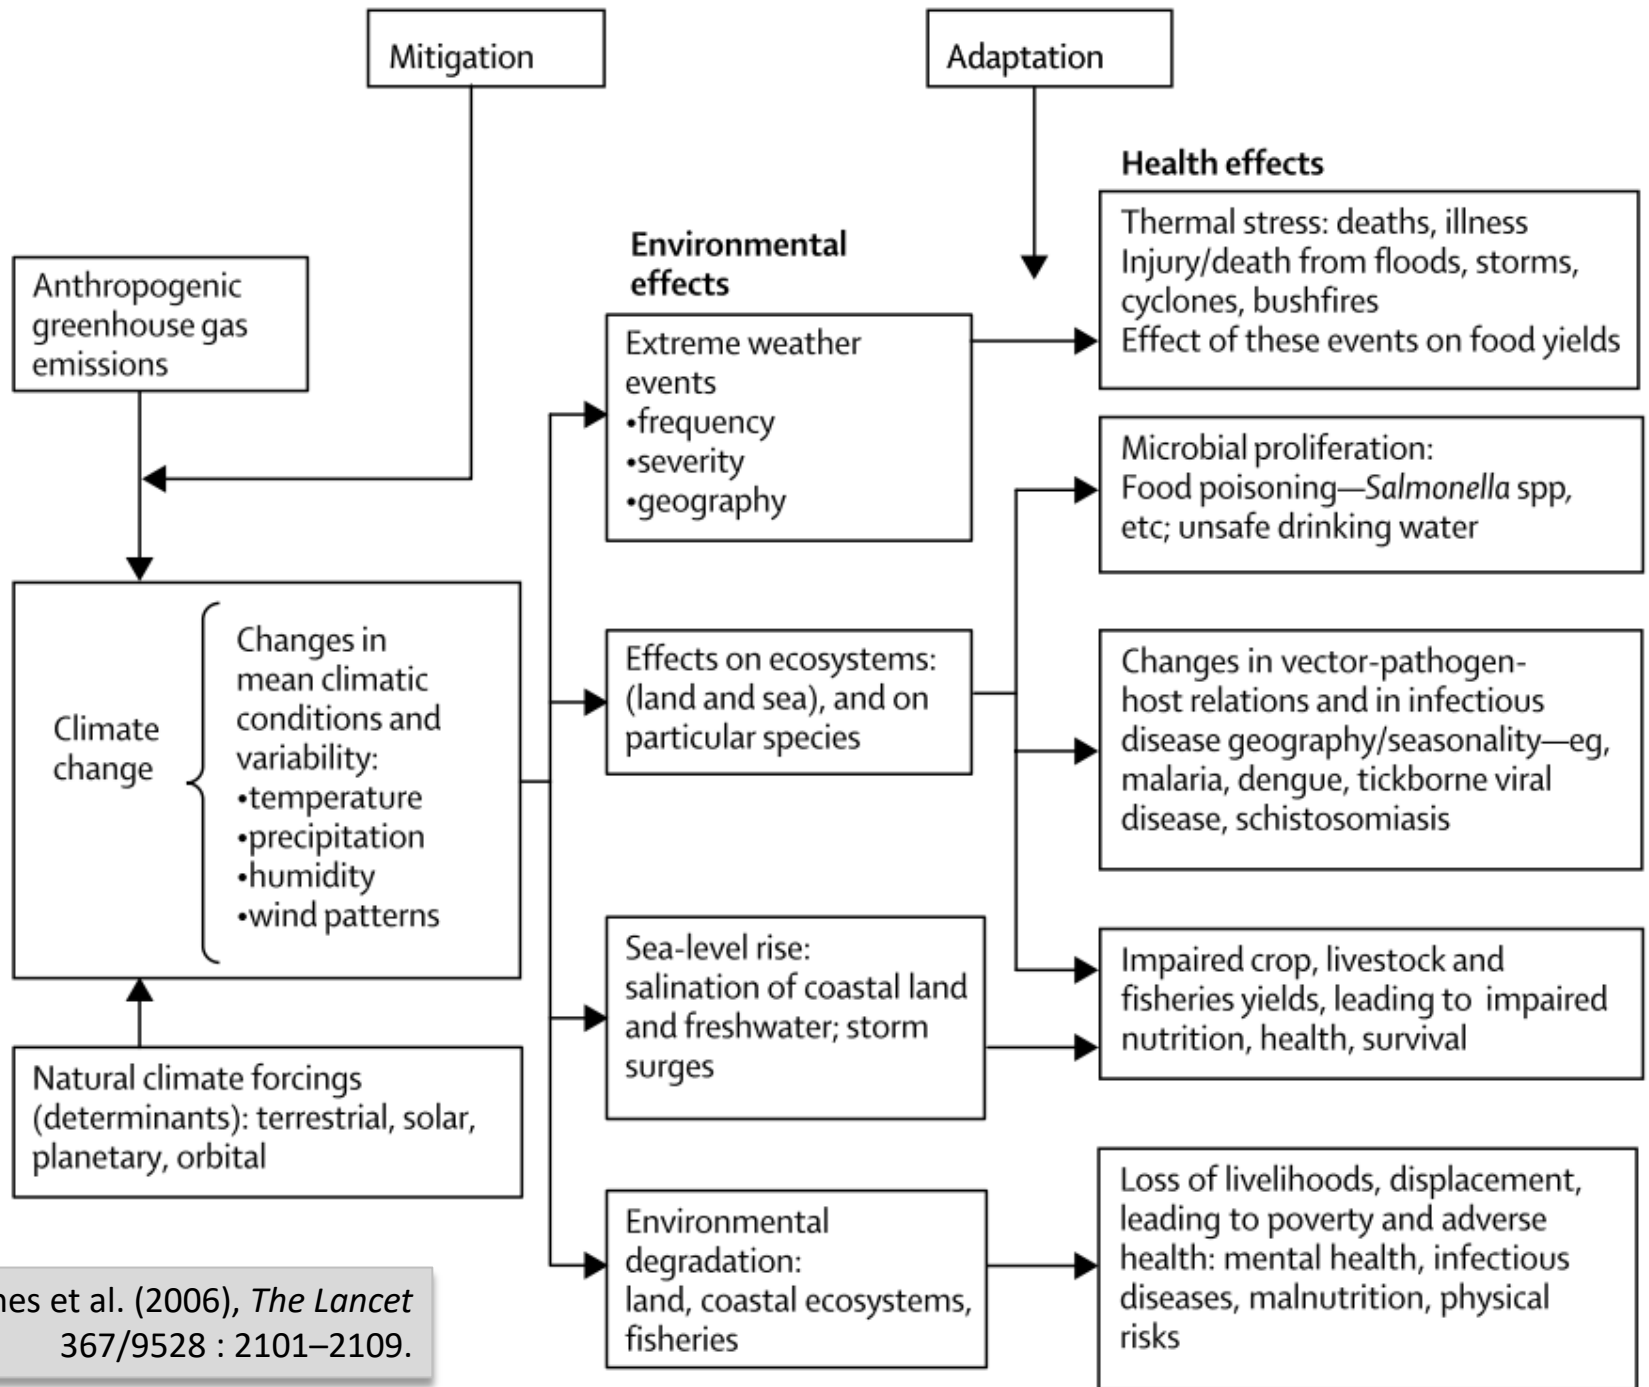 Mitigation
Adaptation
Health effects
Thermal stress: deaths, illness
Injury/death from floods, storms,
cyclones, bushfires
Effect of these events on food yields
Environmental
effects
Anthropogenic
greenhouse gas
emissions
Extreme weather
events
•frequency
•severity
•geography
Microbial proliferation:
Food poisoning—Salmonella spp,
etc; unsafe drinking water
Climate
change
Changes in
mean climatic
conditions and
variability:
•temperature
•precipitation
•humidity
•wind patterns
Effects on ecosystems:
(land and sea), and on
particular species
Changes in vector-pathogen-
host relations and in infectious
disease geography/seasonality—eg,
malaria, dengue, tickborne viral
disease, schistosomiasis
Sea-level rise:
salination of coastal land
and freshwater; storm
surges
Impaired crop, livestock and
fisheries yields, leading to impaired
nutrition, health, survival
Natural climate forcings
(determinants): terrestrial, solar,
planetary, orbital
Environmental
degradation:
land, coastal ecosystems,
fisheries
Loss of livelihoods, displacement,
leading to poverty and adverse
health: mental health, infectious
diseases, malnutrition, physical
risks
et al. (2006), The Lancet
367/9528 : 2101–2109.